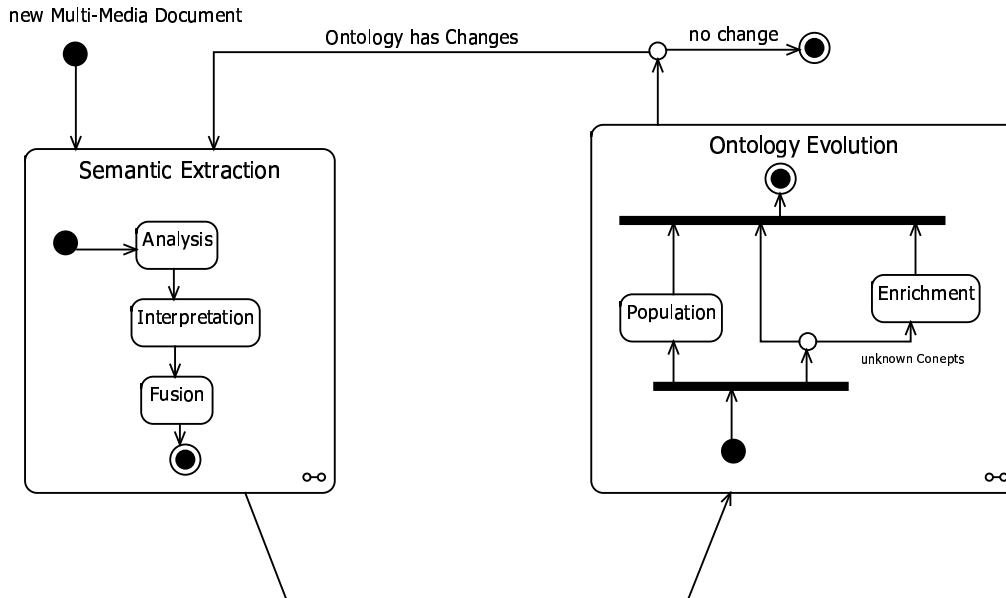 new Multi-Media Document
Ontology has Changes
no change
Semantic Extraction
Analysis
Interpretation
Fusion
Ontology Evolution
Population
Enrichment
unknown Conepts